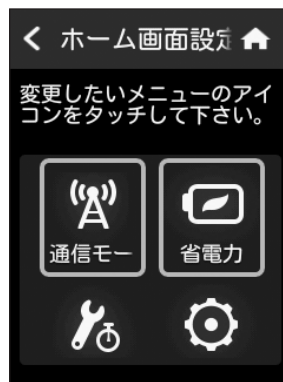 ホーム画面設定
変更したいメニューのアイ
コンをタッチして下さい。
通信モー
省電力